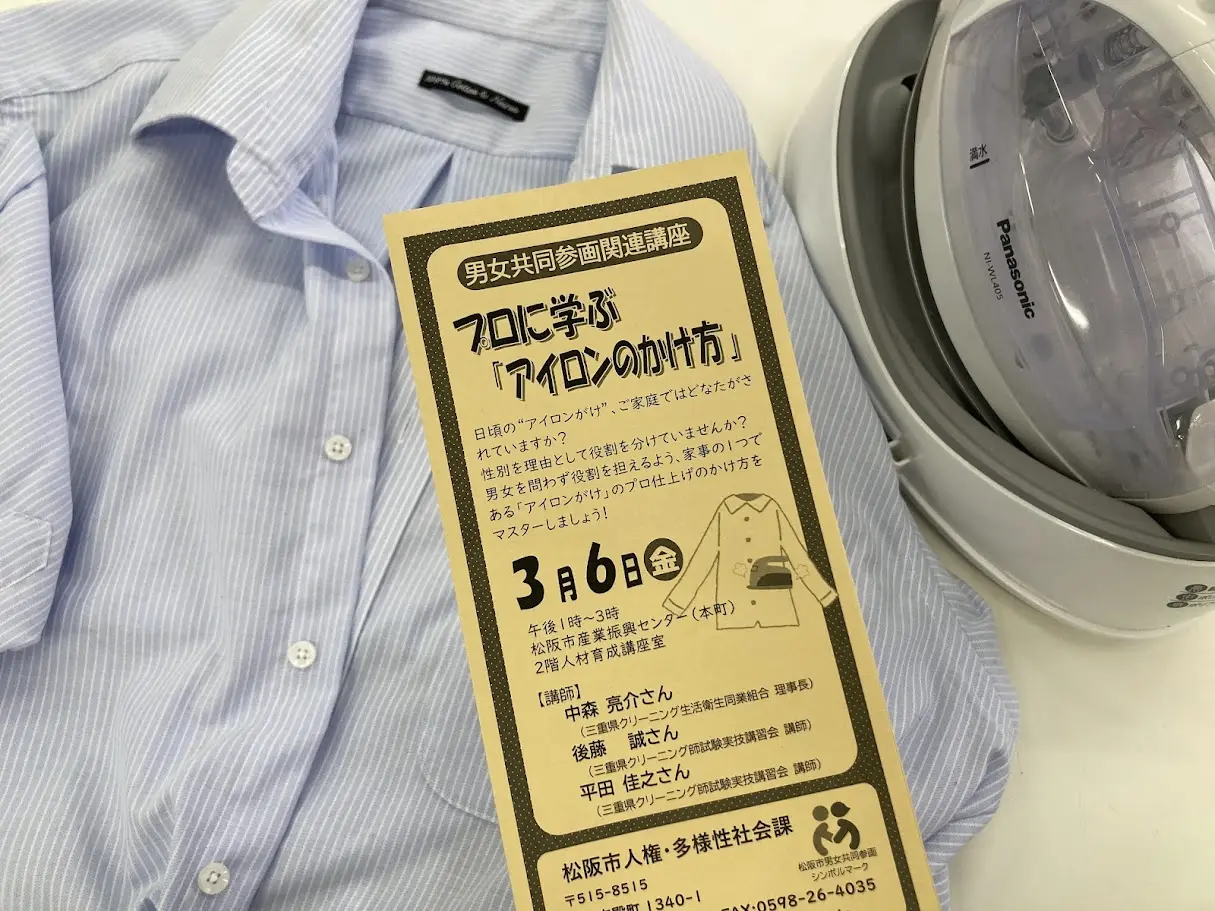 100% Cotton
満水
Panasonic
NI-WL405
男女共同参画関連講座
プロに学ぶ
「アイロンのかけ方」
日頃の“アイロンがけ”、ご家庭ではどなたがさ
れていますか？
性別を理由として役割を分けていませんか？
男女を問わず役割を担えるよう、家事の1つで
ある「アイロンがけ」のプロ仕上げのかけ方を
マスターしましょう！
3月6日金
午後1時～3時
松阪市産業振興センター（本町）
2階人材育成講座室
【講師】
中森 亮介さん
（三重県クリーニング生活衛生同業組合 理事長）
後藤 誠さん
（三重県クリーニング師試験実技講習会 講師）
平田 佳之さん
（三重県クリーニング師試験実技講習会 講師）
松阪市人権・多様性社会課
松阪市男女共同参画
シンボルマーク
〒515-8515
殿町1340-1
FAX:0598-26-4035